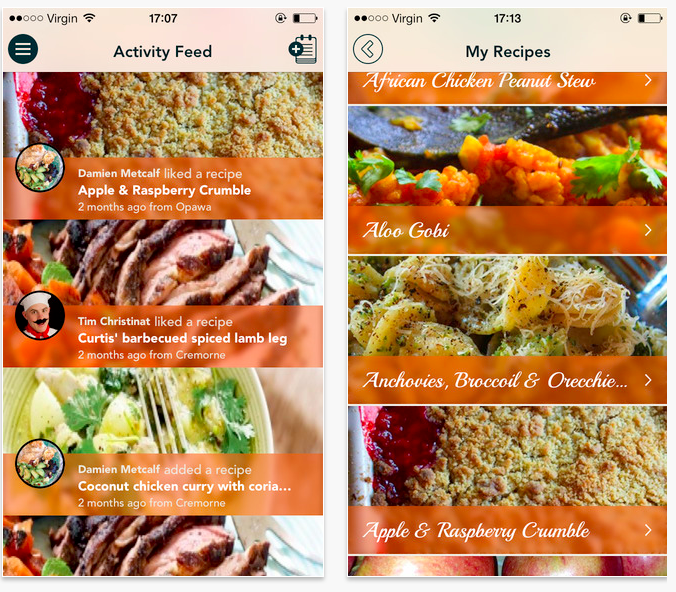 Virgin 17:07
Activity Feed
Damien Metcalf liked a recipe
Apple & Raspberry Crumble
2 months ago from Opawa
Tim Christinat liked a recipe
Curtis' barbecued spiced lamb leg
2 months ago from Cremorne
Damien Metcalf added a recipe
Coconut chicken curry with coria...
2 months ago from Cremorne
Virgin 17:13
My Recipes
African Chicken Peanut Stew
Aloo Gobi
Anchovies, Broccoil & Orecchie...
Apple & Raspberry Crumble